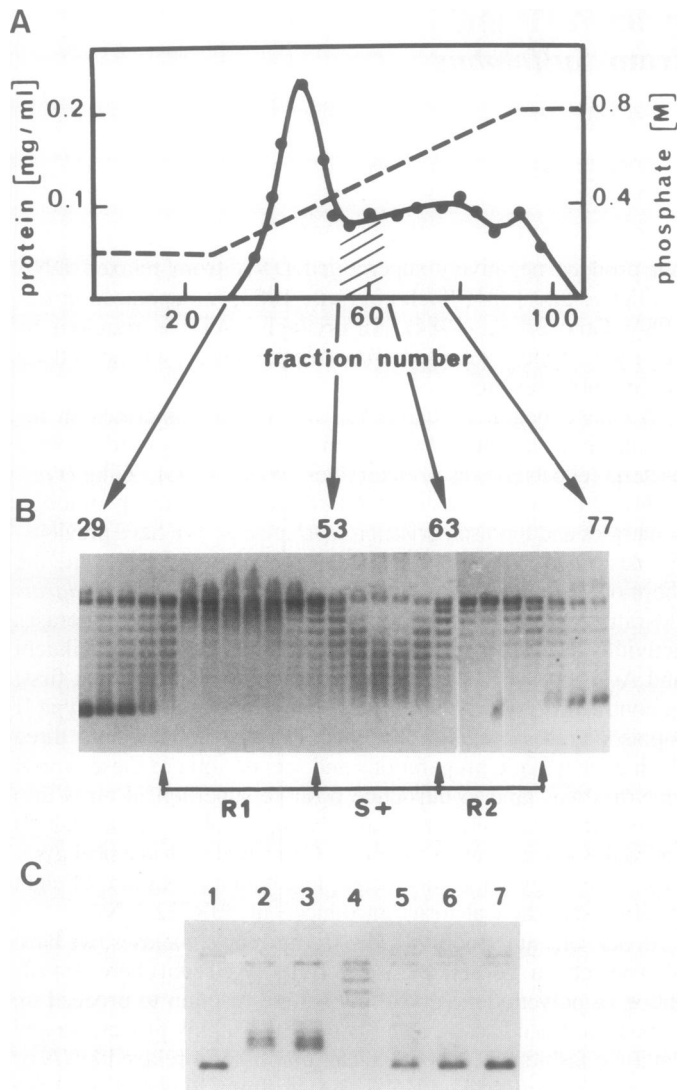 A
protein [mg/ml]
0.2
0.1
phosphate [M]
0.8
0.4
20
60
100
fraction number
B
29
53
63
77
R1
S+
R2
C
1 2 3 4 5 6 7